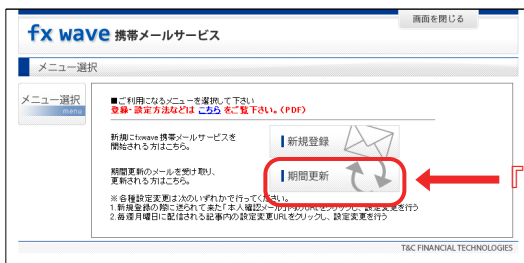 画面を閉じる
fx wave 携帯メールサービス
メニュー選択
メニュー選択
menu
■ご利用になるメニューを選択して下さい
登録・設定方法などは こちら をご覧下さい。(PDF)
新規にfxwave携帯メールサービスを
開始される方はこちら。
新規登録
期間更新のメールを受け取り、
更新される方はこちら。
期間更新
『
※各種設定変更は次のいずれかで行ってください。
1.新規登録の際に送られて来た「本人確認メール」内のURLをクリックし、設定変更を行う
2.毎週月曜日に配信される記事内の設定変更URLをクリックし、設定変更を行う
T&C FINANCIAL TECHNOLOGIES